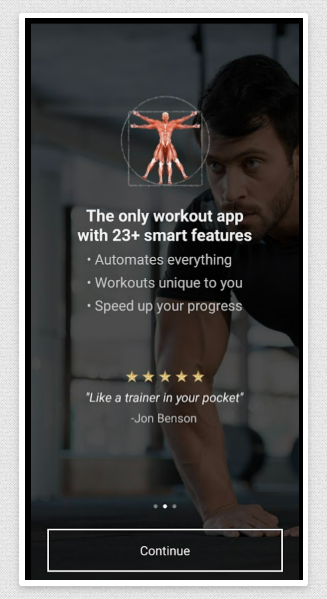 The only workout app
with 23+ smart features
• Automates everything
• Workouts unique to you
• Speed up your progress
"Like a trainer in your pocket"
-Jon Benson
Continue